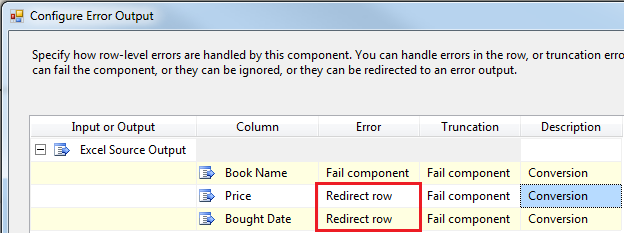 Configure Error Output
Specify how row-level errors are handled by this component. You can handle errors in the row, or truncation erro
can fail the component, or they can be ignored, or they can be redirected to an error output.
Input or Output Column Error Truncation Description
Excel Source Output
Book Name Fail component Fail component Conversion
Price Redirect row Fail component Conversion
Bought Date Redirect row Fail component Conversion